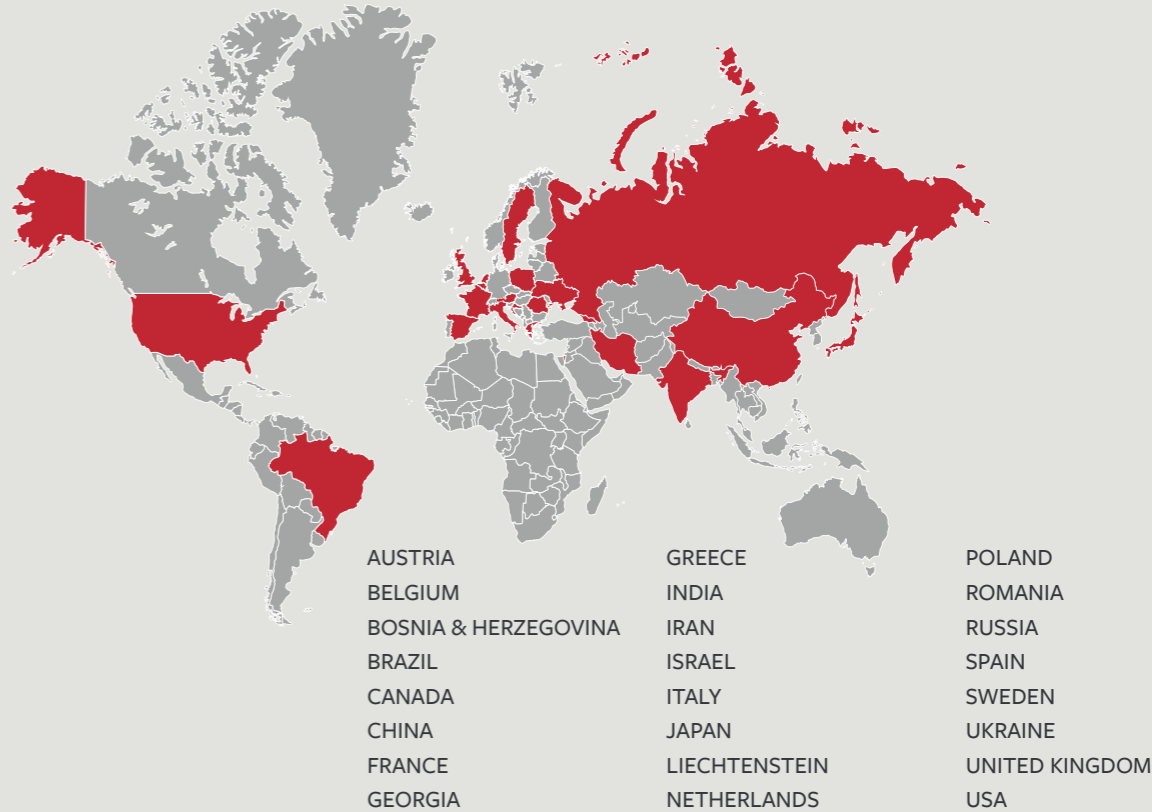 AUSTRIA
BELGIUM
BOSNIA & HERZEGOVINA
BRAZIL
CANADA
CHINA
FRANCE
GEORGIA
GREECE
INDIA
IRAN
ISRAEL
ITALY
JAPAN
LIECHTENSTEIN
NETHERLANDS
POLAND
ROMANIA
RUSSIA
SPAIN
SWEDEN
UKRAINE
UNITED KINGDOM
USA